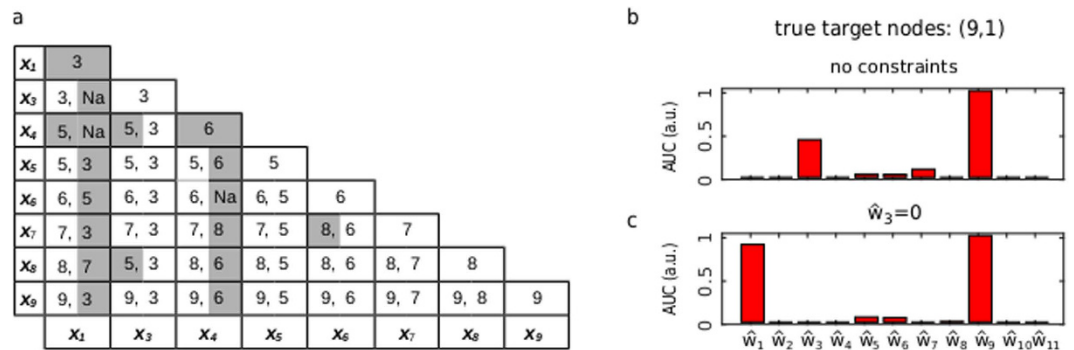 a
x₁ 3
x₃ 3, Na 3
x₄ 5, Na 5, 3 6
x₅ 5, 3 5, 3 5, 6 5
x₆ 6, 5 6, 3 6, Na 6, 5 6
x₇ 7, 3 7, 3 7, 8 7, 5 8, 6 7
x₈ 8, 7 5, 3 8, 6 8, 5 8, 6 8, 7 8
x₉ 9, 3 9, 3 9, 6 9, 5 9, 6 9, 7 9, 8 9
x₁ x₃ x₄ x₅ x₆ x₇ x₈ x₉
b
true target nodes: (9,1)
no constraints
AUC (a.u.)
1
0.5
0
c
ŵ₃=0
AUC (a.u.)
1
0.5
0
ŵ₁ ŵ₂ ŵ₃ ŵ₄ ŵ₅ ŵ₆ ŵ₇ ŵ₈ ŵ₉ ŵ₁₀ ŵ₁₁